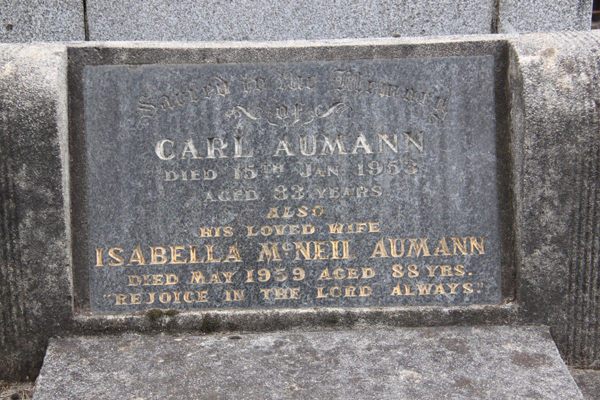 Sacred to the Memory
of
CARL AUMANN
DIED 15TH JAN 1953
AGED 83 YEARS
ALSO
HIS LOVED WIFE
ISABELLA McNEIL AUMANN
DIED MAY 1959 AGED 88 YRS.
"REJOICE IN THE LORD ALWAYS."